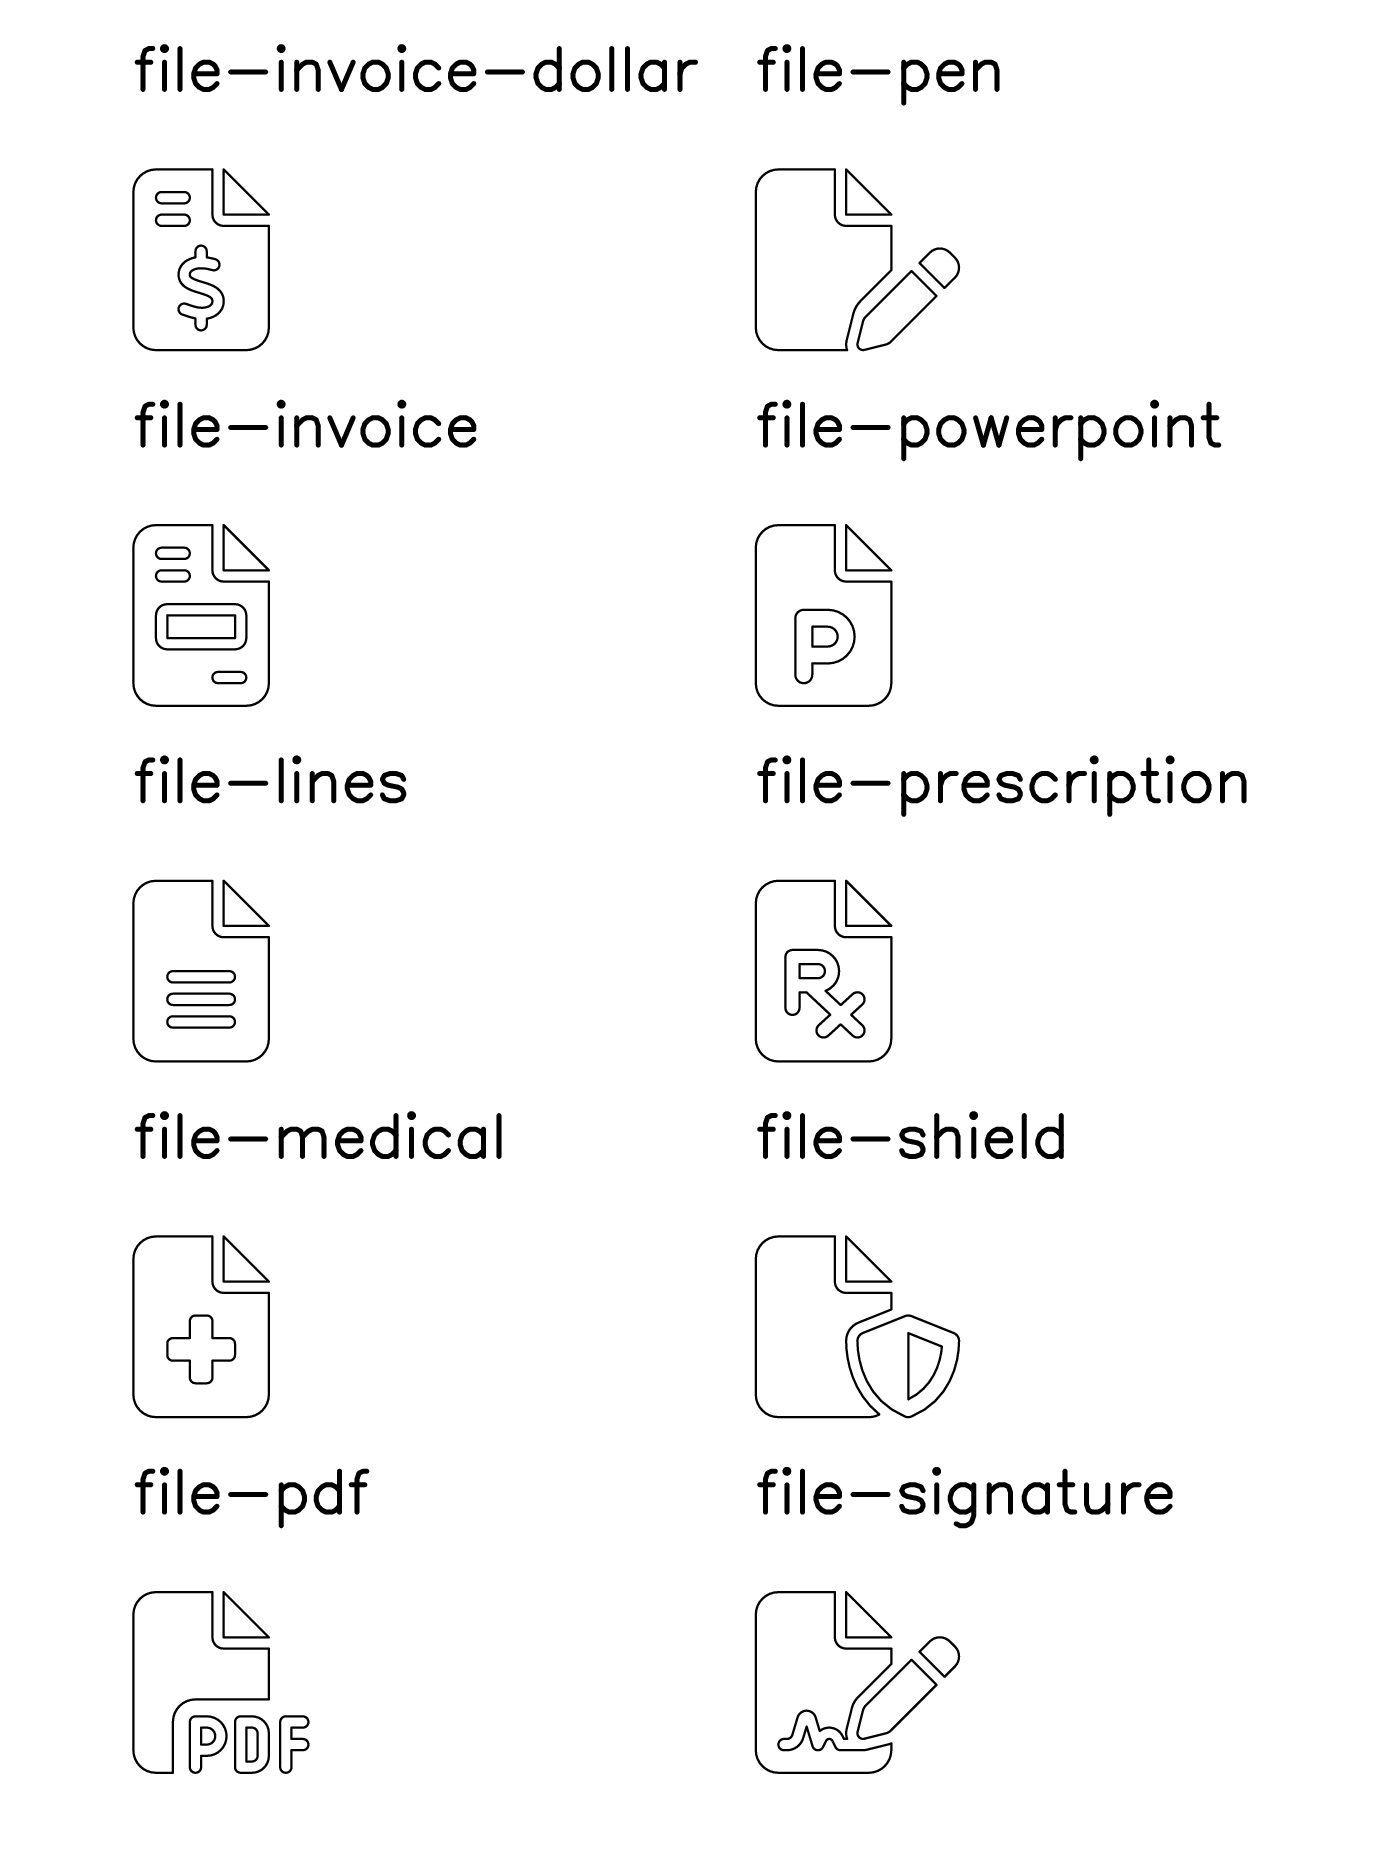 file-invoice-dollar
$
file-invoice
file-lines
file-medical
file-pdf
PDF
file-pen
file-powerpoint
P
file-prescription
Rx
file-shield
file-signature